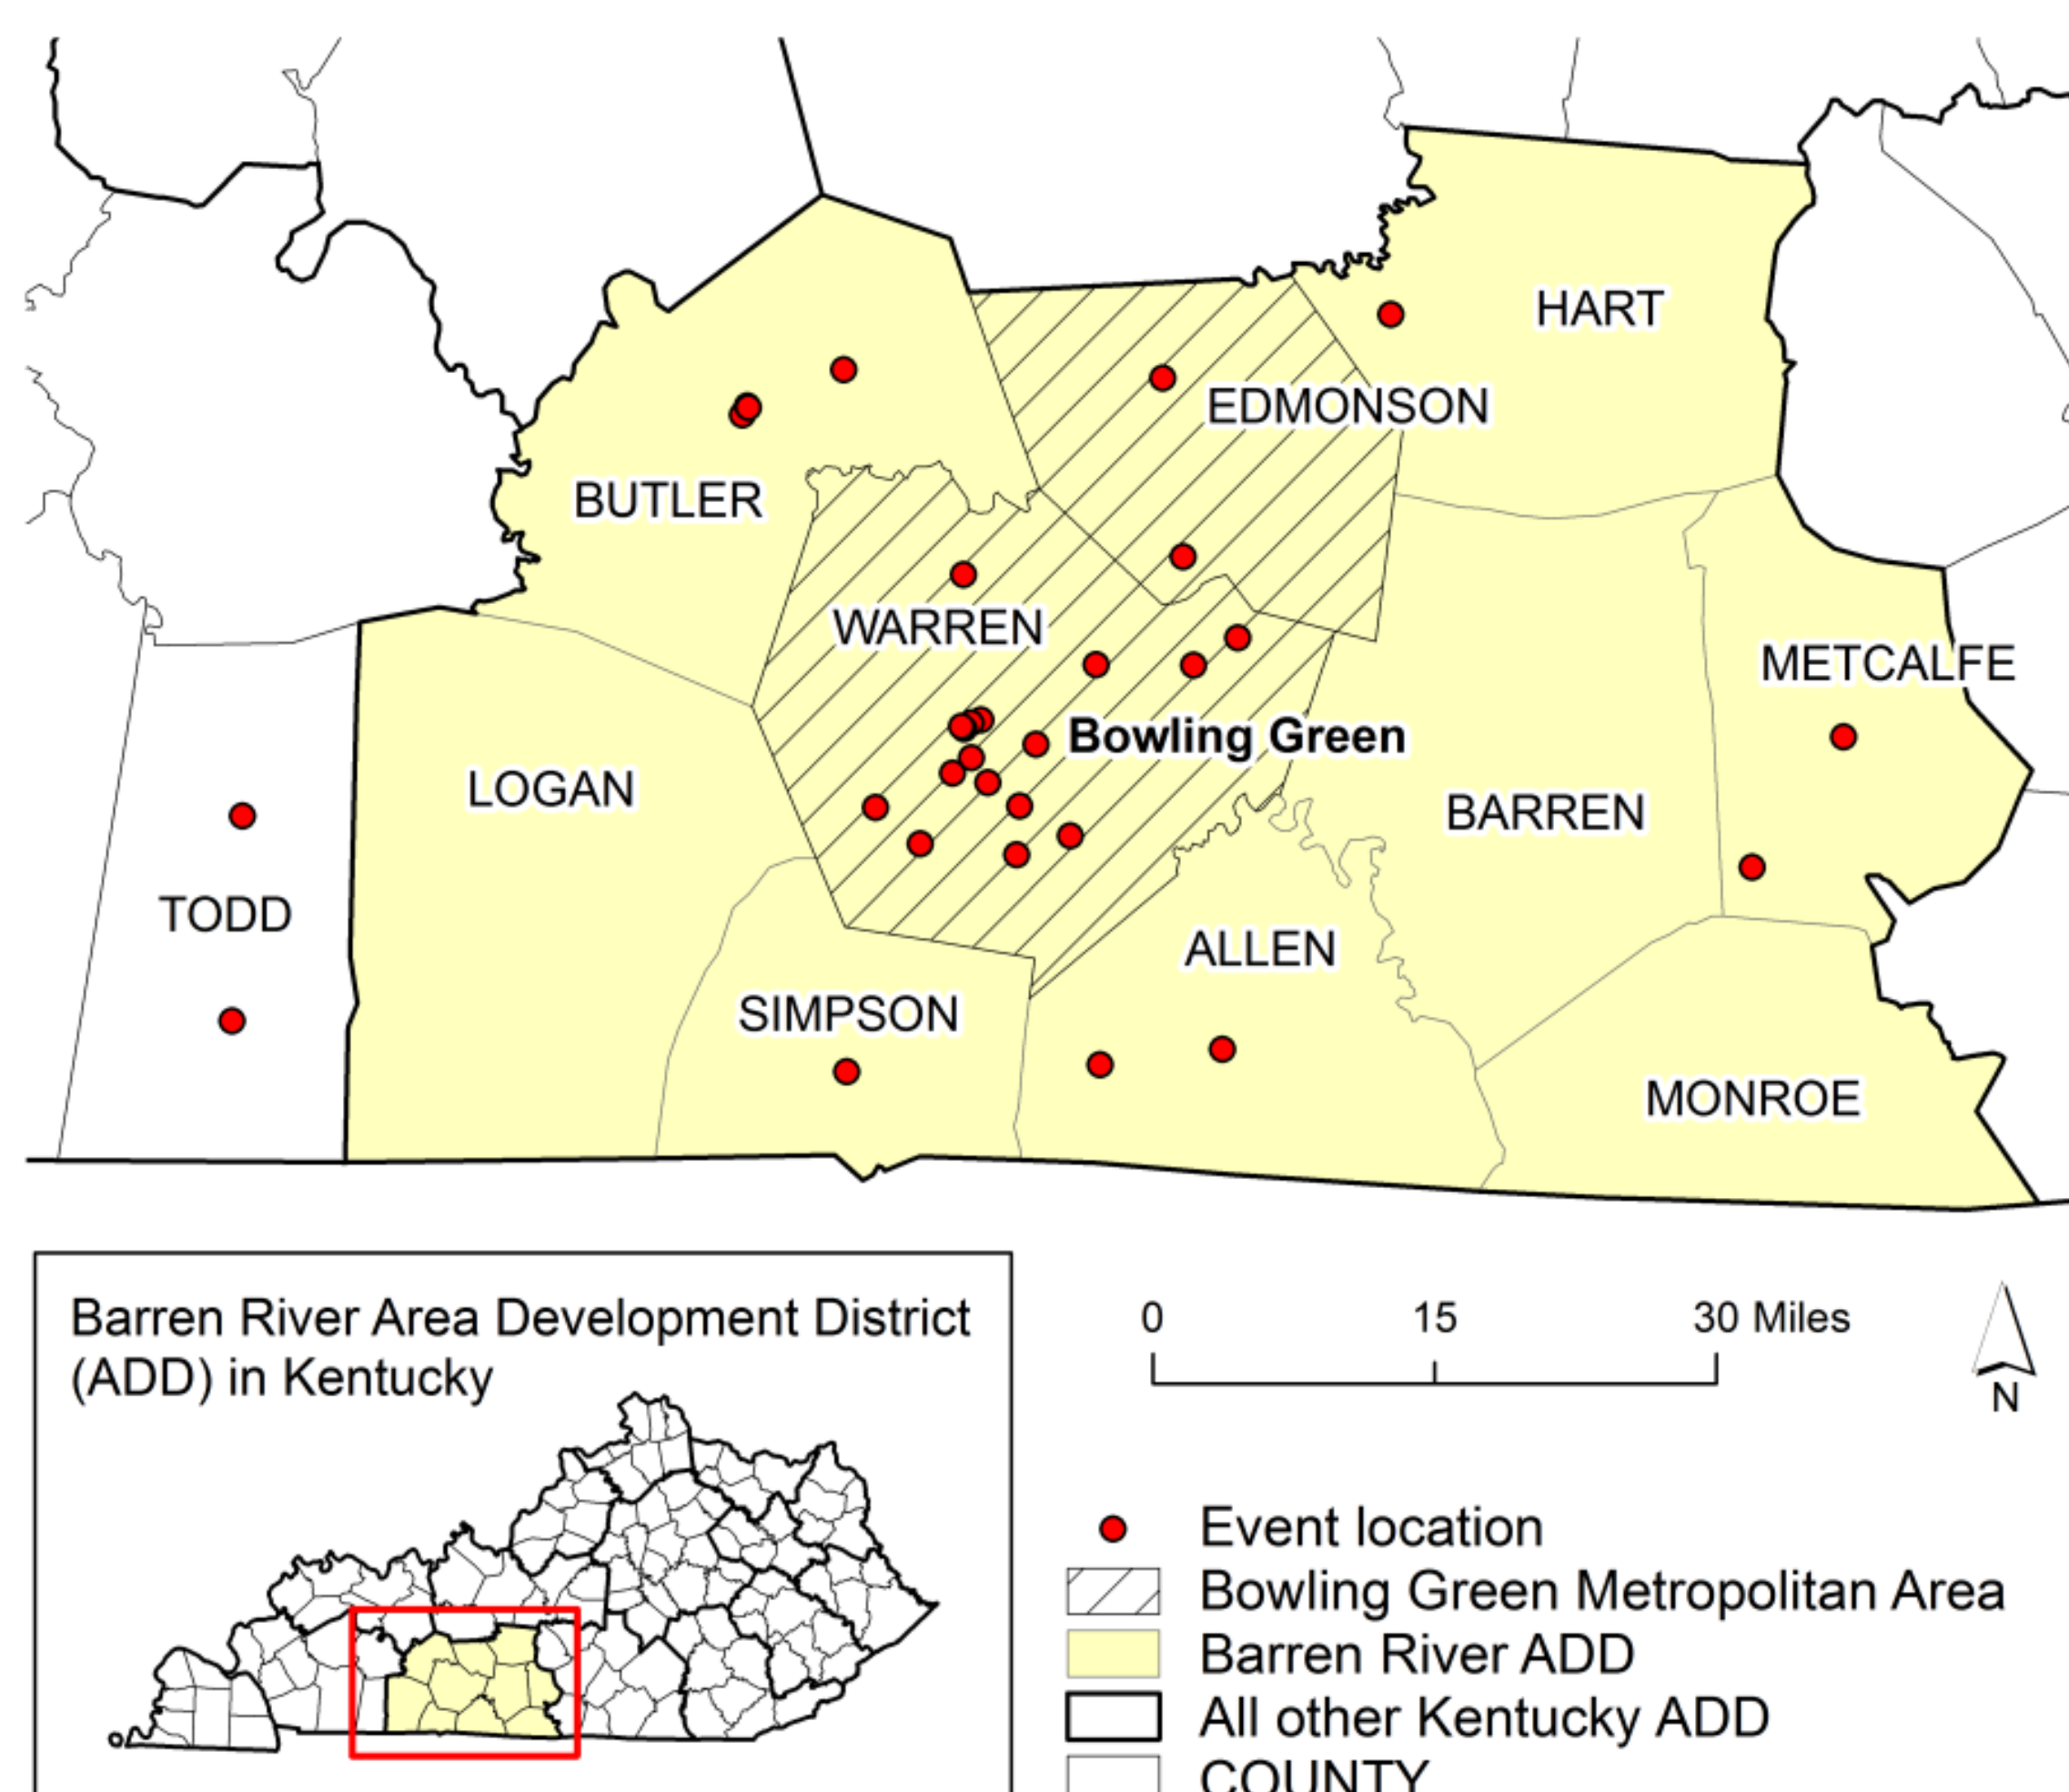 HART
EDMONSON
BUTLER
WARREN
METCALFE
Bowling Green
LOGAN
BARREN
TODD
ALLEN
SIMPSON
MONROE
Barren River Area Development District
(ADD) in Kentucky
0 15 30 Miles
N
Event location
Bowling Green Metropolitan Area
Barren River ADD
All other Kentucky ADD
COUNTY